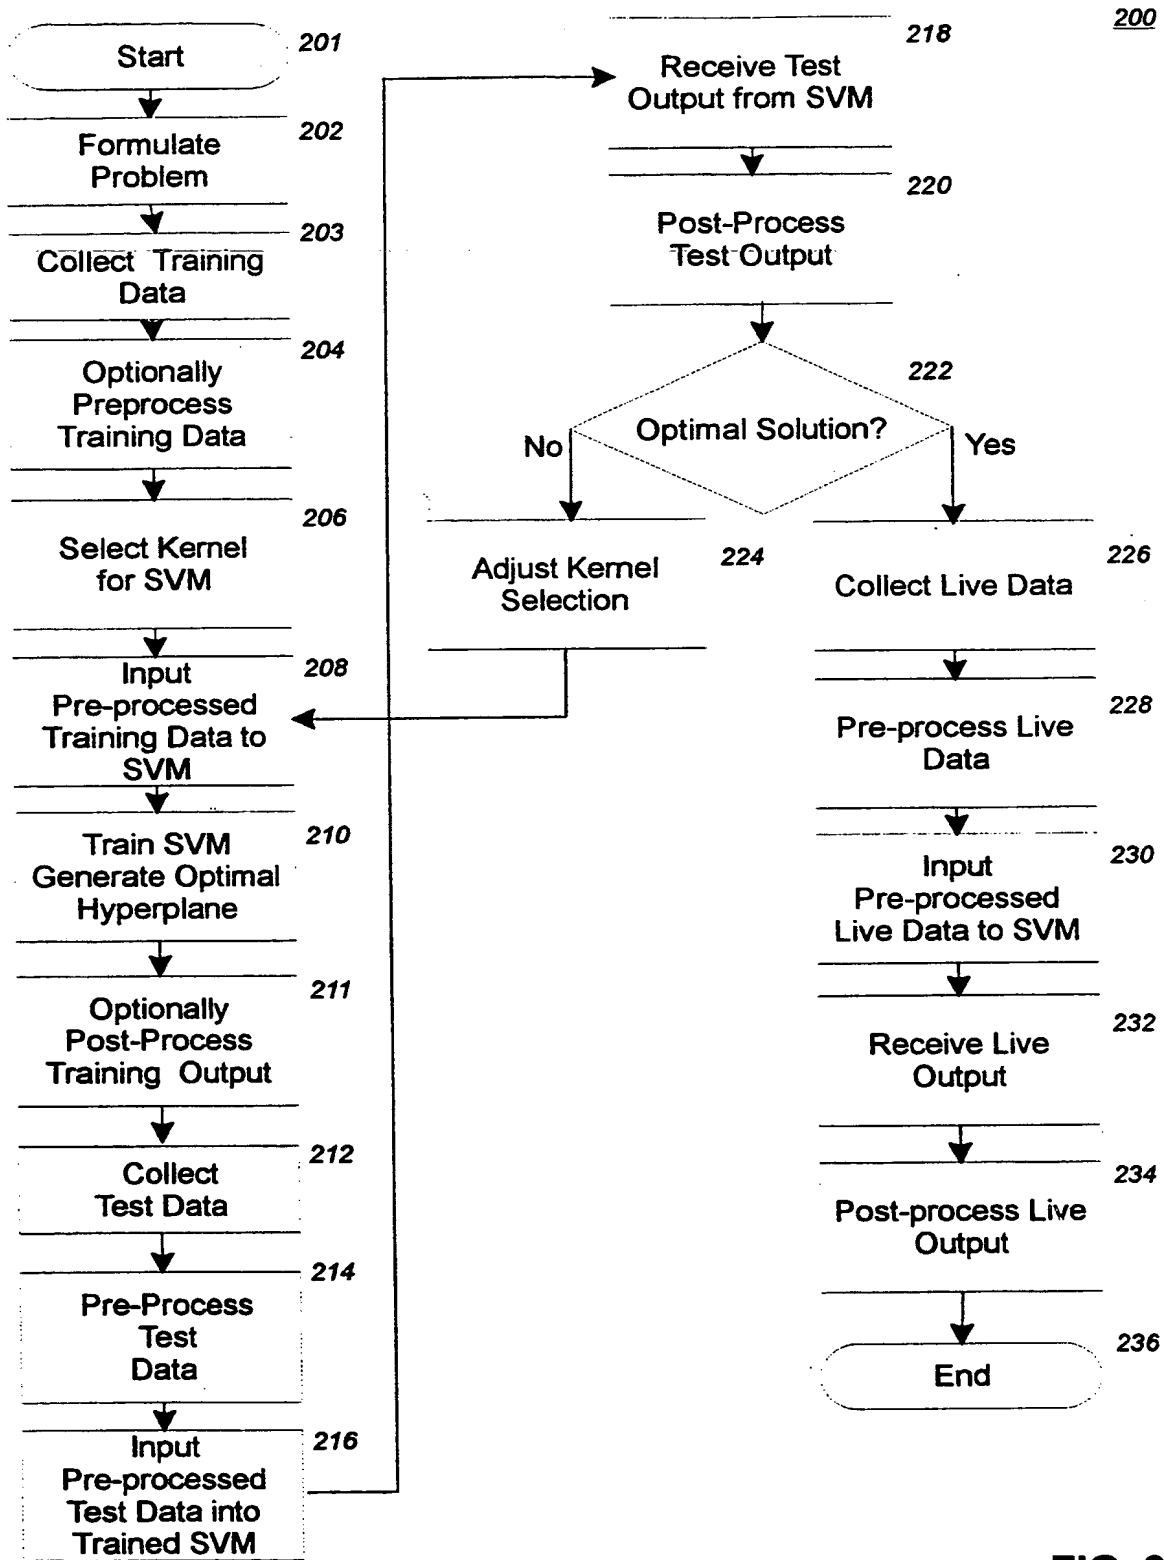 200
Start
201
Formulate
Problem
202
Collect Training
Data
203
Optionally
Preprocess
Training Data
204
Select Kernel
for SVM
206
Input
Pre-processed
Training Data to
SVM
208
Train SVM
Generate Optimal
Hyperplane
210
Optionally
Post-Process
Training Output
211
Collect
Test Data
212
Pre-Process
Test
Data
214
Input
Pre-processed
Test Data into
Trained SVM
216
Receive Test
Output from SVM
218
Post-Process
Test Output
220
Optimal Solution?
222
No
Yes
Adjust Kernel
Selection
224
Collect Live Data
226
Pre-process Live
Data
228
Input
Pre-processed
Live Data to SVM
230
Receive Live
Output
232
Post-process Live
Output
234
End
236
FIG.